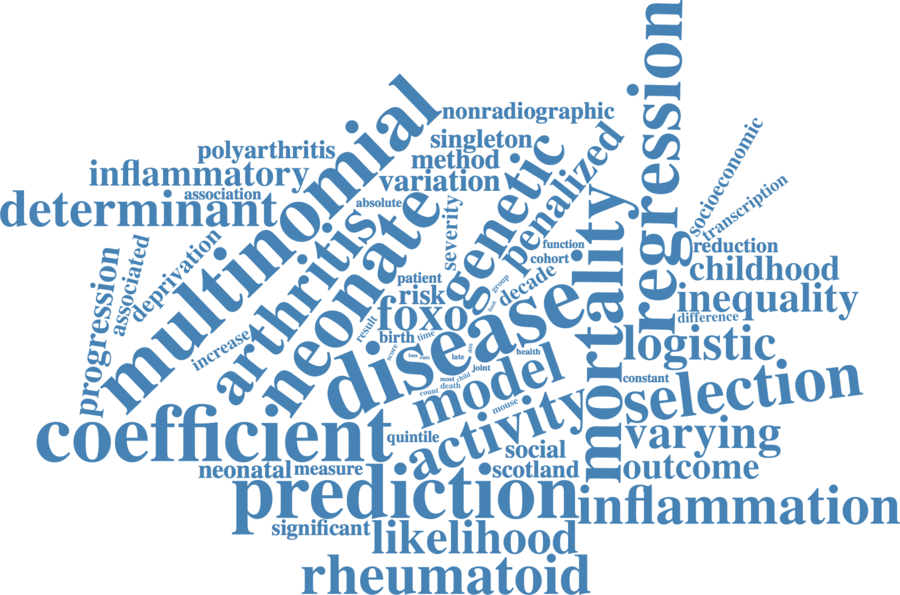 regression
multinomial
nonradiographic
singleton
polyarthritis
method
inflammatory
variation
genetic
penalized
socioeconomic
transcription
association
absolute
determinant
neonate
arthritis
severity
mortality
function
cohort
reduction
childhood
progression
associated
deprivation
patient
risk
group
decade
inequality
difference
foxo
result
birth
time
increase
disease
logistic
score
late
health
joint
model
constant
selection
most
child
death
count
mouse
coefficient
quintile
activity
varying
social
neonatal
measure
scotland
outcome
prediction
inflammation
significant
likelihood
rheumatoid